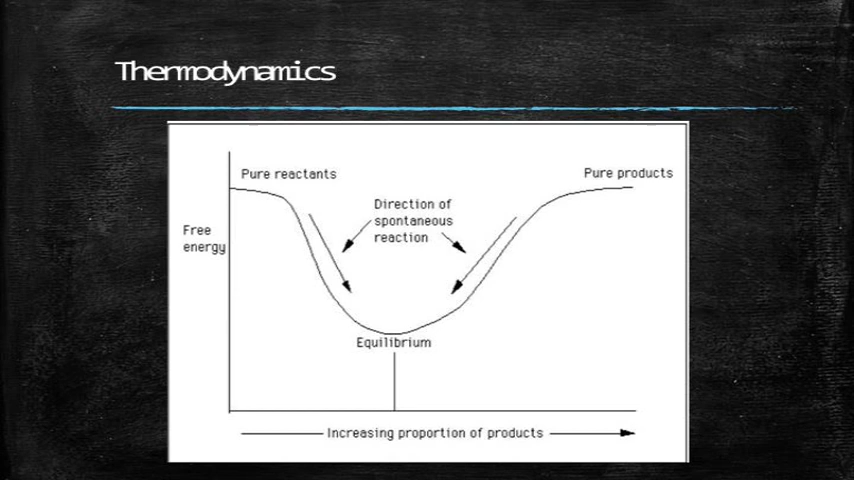 Thermodynamics
Pure reactants
Pure products
Direction of
spontaneous
reaction
Free
energy
Equilibrium
Increasing proportion of products